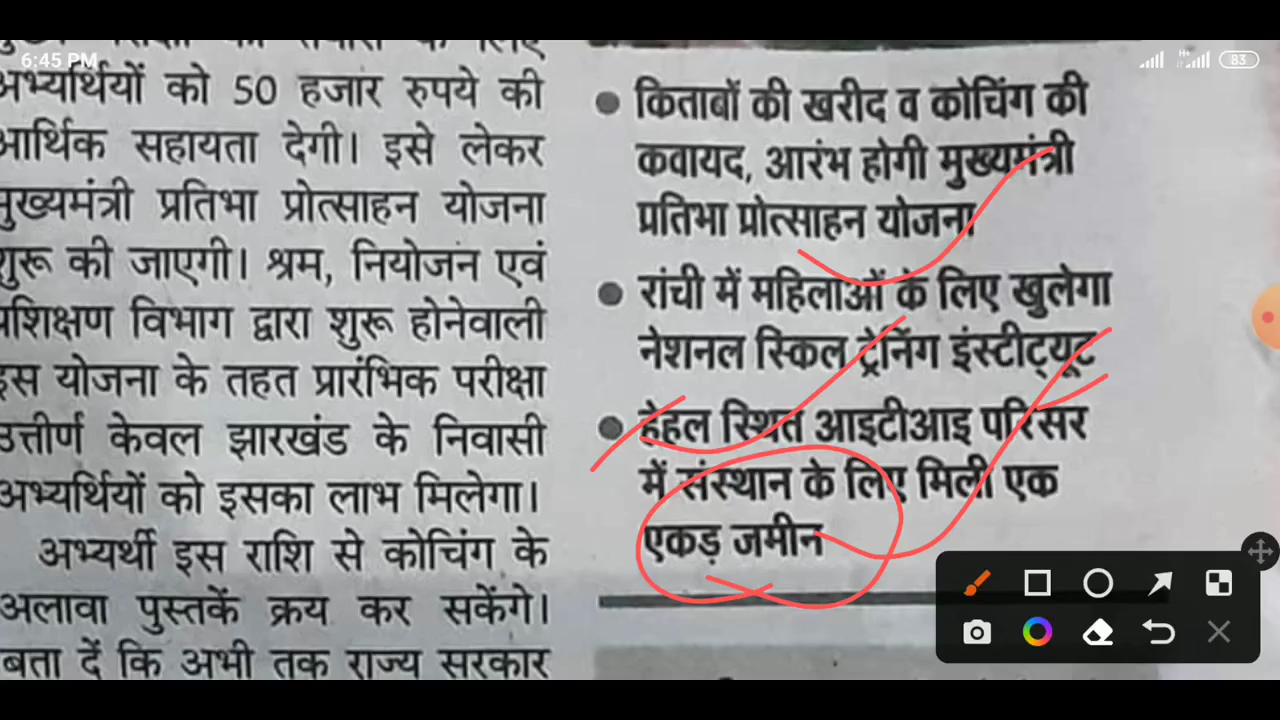 6:45 PM
83
अभ्यर्थियों को 50 हजार रुपये की
आर्थिक सहायता देगी। इसे लेकर
मुख्यमंत्री प्रतिभा प्रोत्साहन योजना
शुरू की जाएगी। श्रम, नियोजन एवं
प्रशिक्षण विभाग द्वारा शुरू होनेवाली
इस योजना के तहत प्रारंभिक परीक्षा
उत्तीर्ण केवल झारखंड के निवासी
अभ्यर्थियों को इसका लाभ मिलेगा।
अभ्यर्थी इस राशि से कोचिंग के
अलावा पुस्तकें क्रय कर सकेंगे।
बता दें कि अभी तक राज्य सरकार
● किताबों की खरीद व कोचिंग की
कवायद, आरंभ होगी मुख्यमंत्री
प्रतिभा प्रोत्साहन योजना
● रांची में महिलाओं के लिए खुलेगा
नेशनल स्किल ट्रेनिंग इंस्टीट्यूट
● हेहल स्थित आइटीआइ परिसर
में संस्थान के लिए मिली एक
एकड़ जमीन